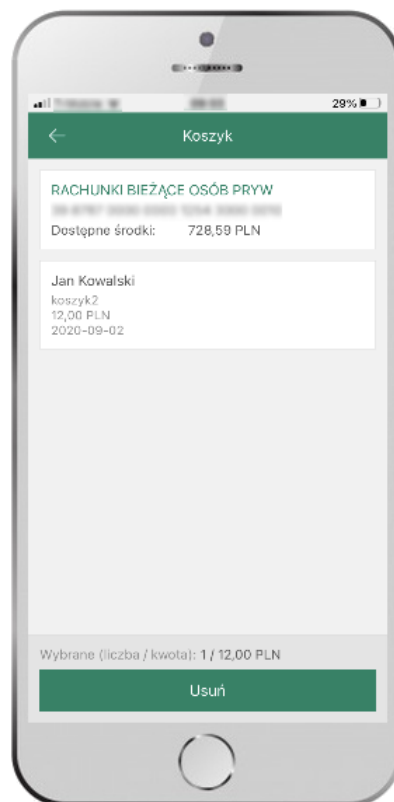 29%
Koszyk
RACHUNKI BIEŻĄCE OSÓB PRYW
Dostępne środki: 728,59 PLN
Jan Kowalski
koszyk2
12,00 PLN
2020-09-02
Wybrane (liczba / kwota): 1 / 12,00 PLN
Usuń